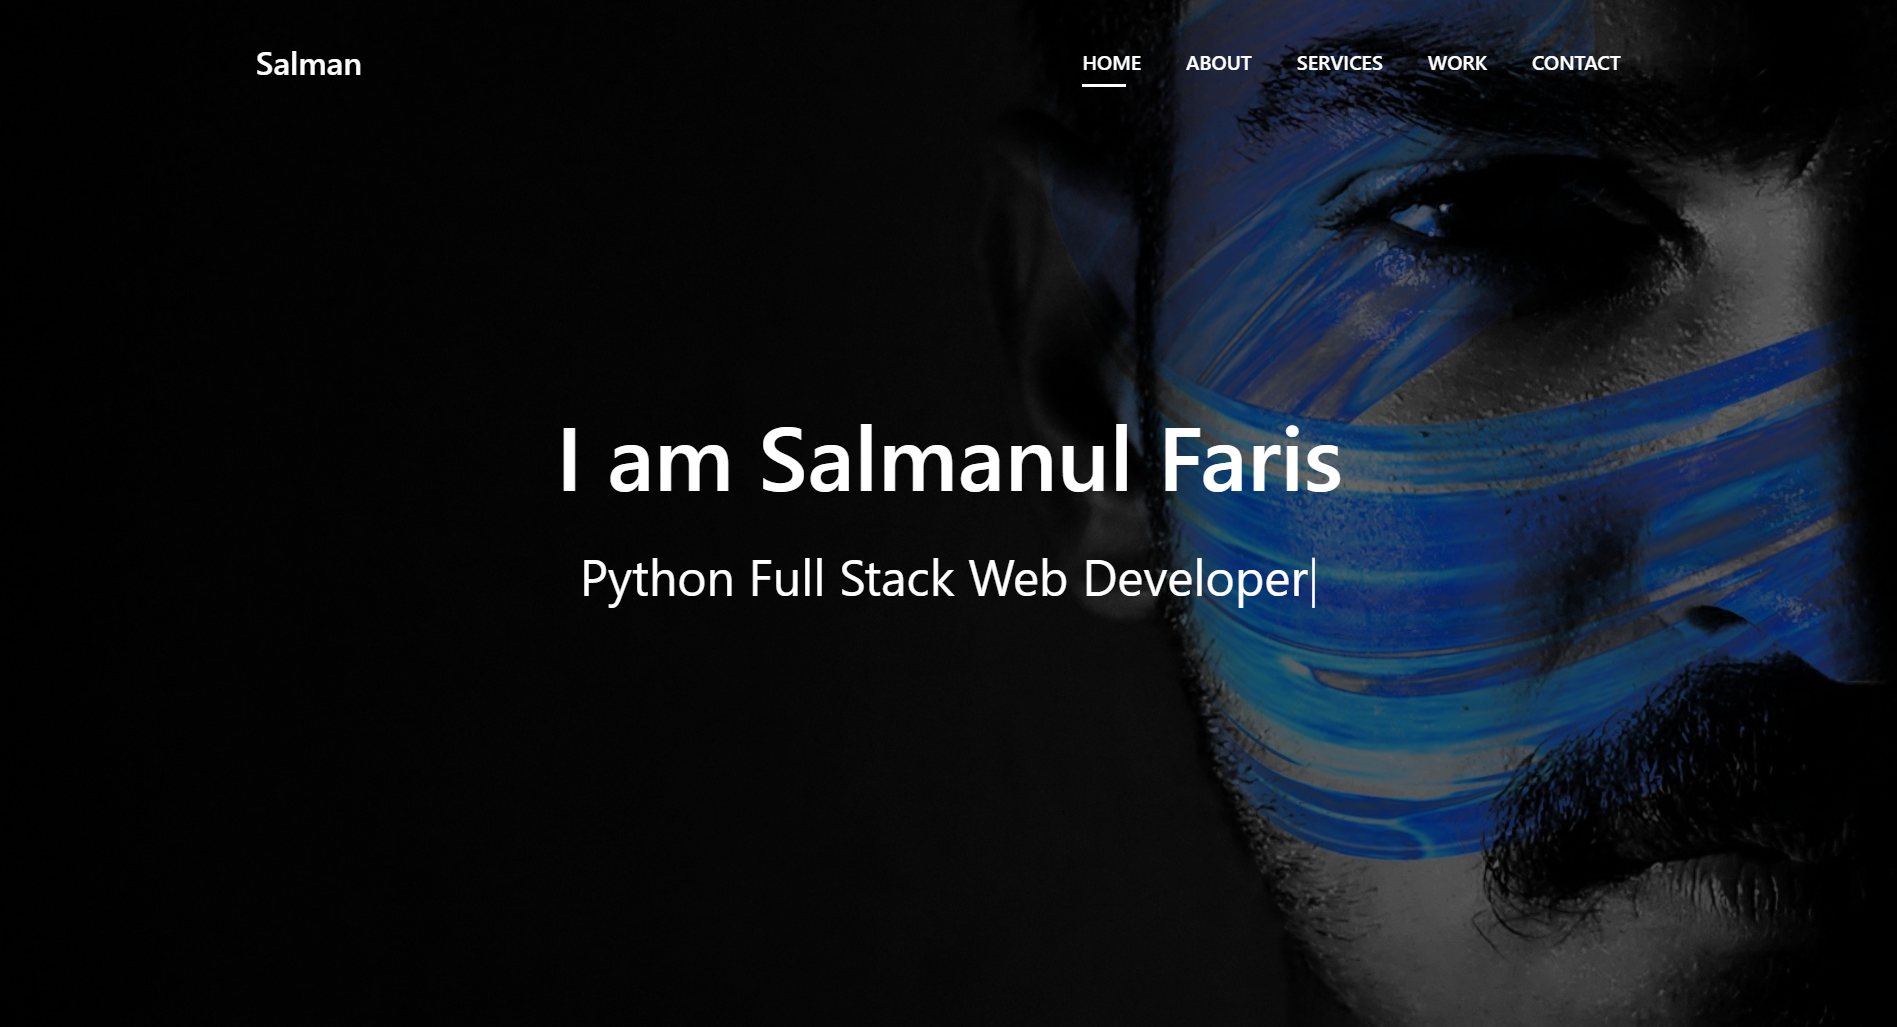 Salman
HOME ABOUT SERVICES WORK CONTACT
I am Salmanul Faris
Python Full Stack Web Developer|